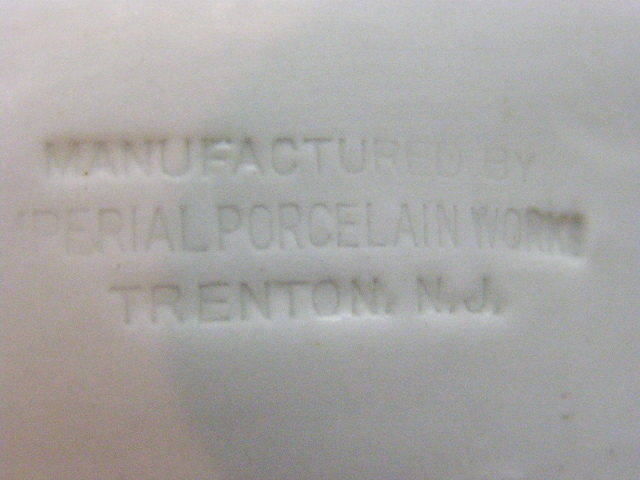 MANUFACTURED BY
PERIAL PORCELAIN WORKS
TRENTON, N.J.